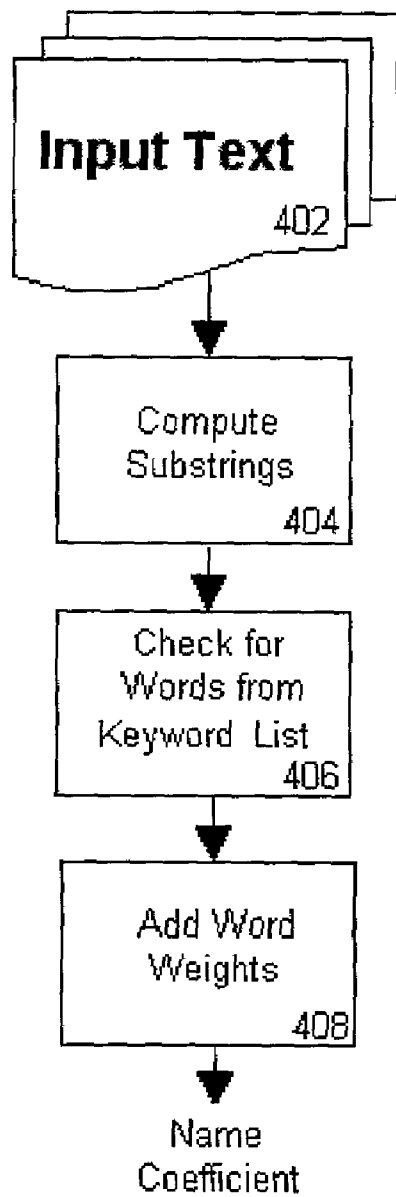 Input Text
402
Compute
Substrings
404
Check for
Words from
Keyword List
406
Add Word
Weights
408
Name
Coefficient